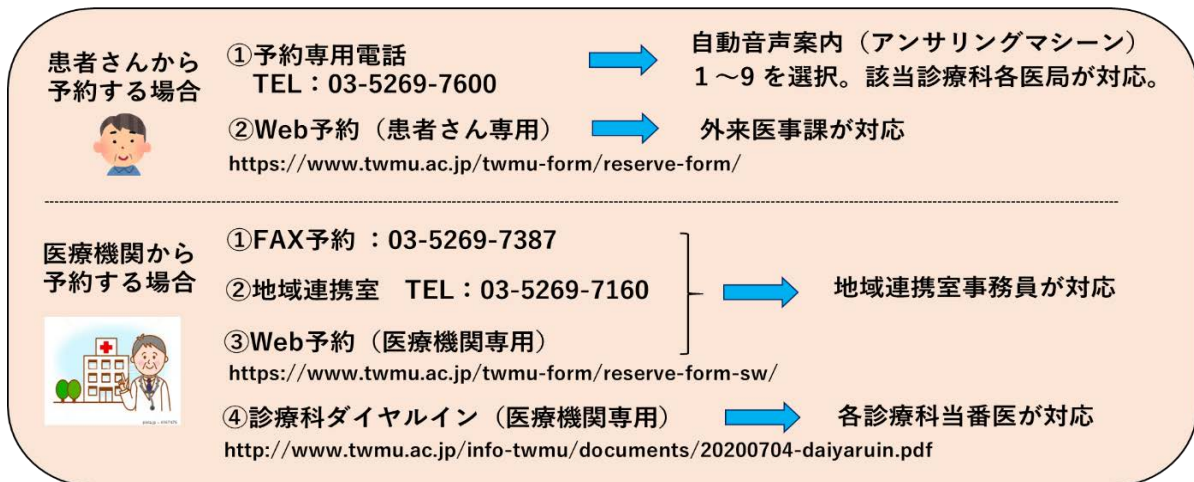 患者さんから
予約する場合
①予約専用電話
TEL：03-5269-7600
自動音声案内（アンサリングマシーン）
1～9 を選択。該当診療科各医局が対応。
②Web予約（患者さん専用）
外来医事課が対応
https://www.twmu.ac.jp/twmu-form/reserve-form/
医療機関から
予約する場合
①FAX予約 ：03-5269-7387
②地域連携室　TEL：03-5269-7160
地域連携室事務員が対応
③Web予約（医療機関専用）
https://www.twmu.ac.jp/twmu-form/reserve-form-sw/
④診療科ダイヤルイン（医療機関専用）
各診療科当番医が対応
http://www.twmu.ac.jp/info-twmu/documents/20200704-daiyaruin.pdf